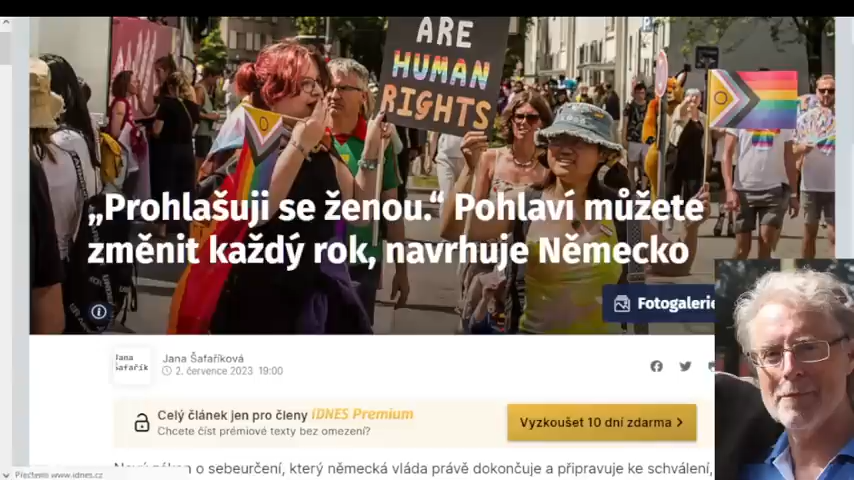 ARE
HUMAN
RIGHTS
„Prohlašuji se ženou.“ Pohlaví můžete
změnit každý rok, navrhuje Německo
Fotogalerie
Jana
Šafařík
Jana Šafaříková
2. července 2023 19:00
Celý článek jen pro členy iDNES Premium
Chcete číst prémiové texty bez omezení?
Vyzkoušet 10 dní zdarma
Nový zákon o sebeurčení, který německá vláda právě dokončuje a připravuje ke schválení,
Přečteno www.idnes.cz